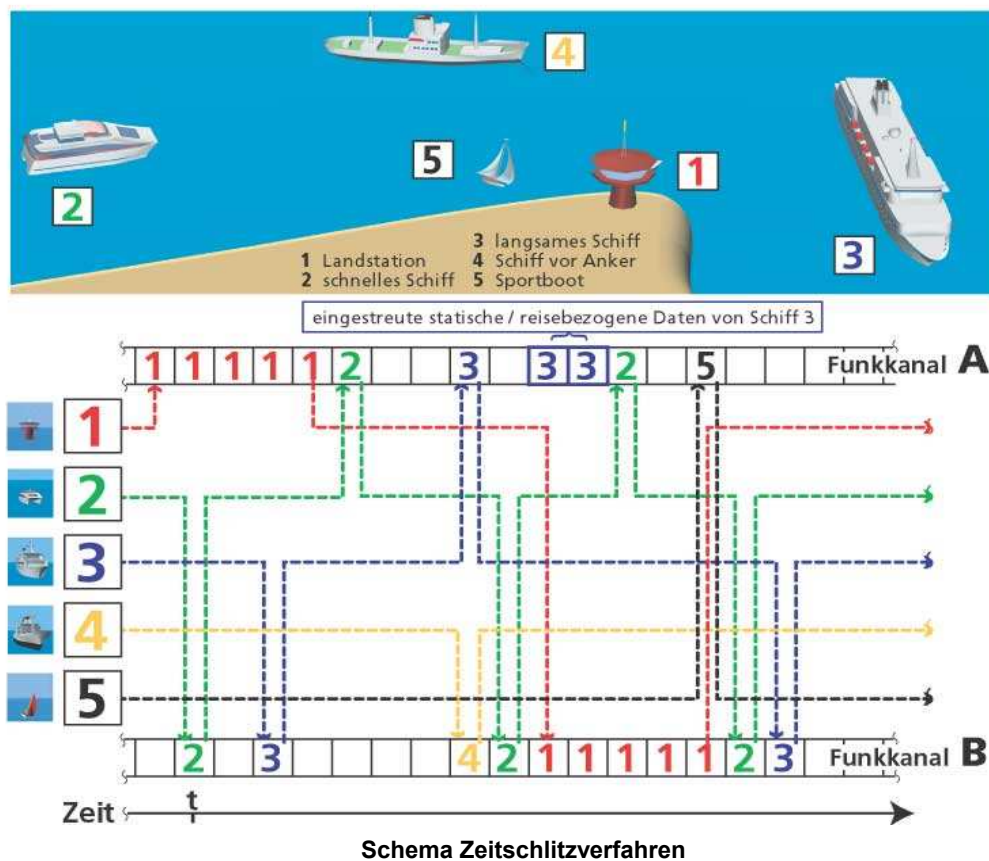 4
5
1
2
3
3 langsames Schiff
1 Landstation 4 Schiff vor Anker
2 schnelles Schiff 5 Sportboot
eingestreute statische / reisebezogene Daten von Schiff 3
1 1 1 1 1 2 3 3 3 2 5 Funkkanal A
1
2
3
4
5
2 3 4 2 1 1 1 1 1 2 3 Funkkanal B
t
Zeit
Schema Zeitschlitzverfahren